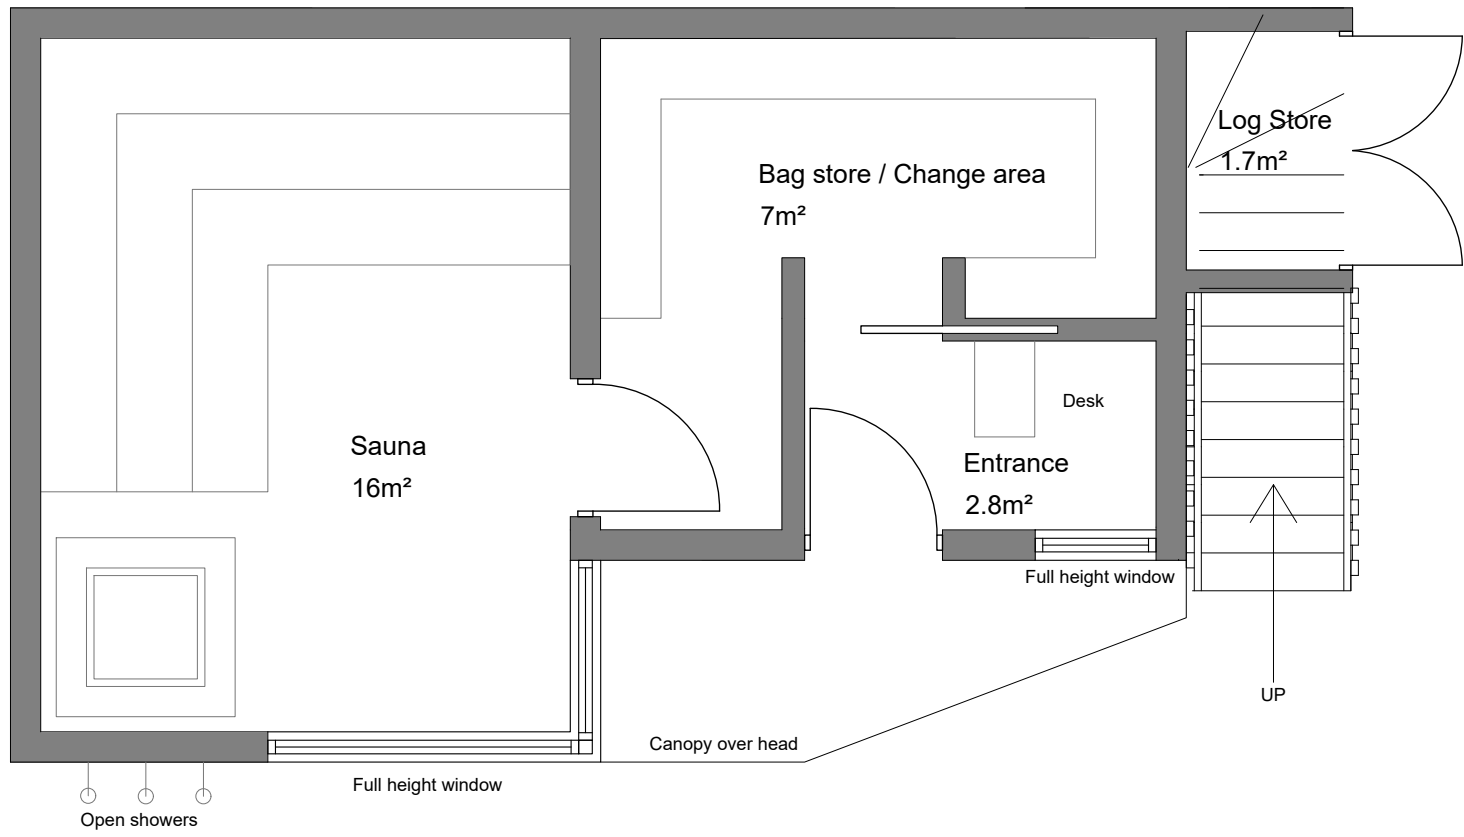 Log Store
1.7m²
Bag store / Change area
7m²
Desk
Sauna
16m²
Entrance
2.8m²
Full height window
UP
Canopy over head
Full height window
Open showers